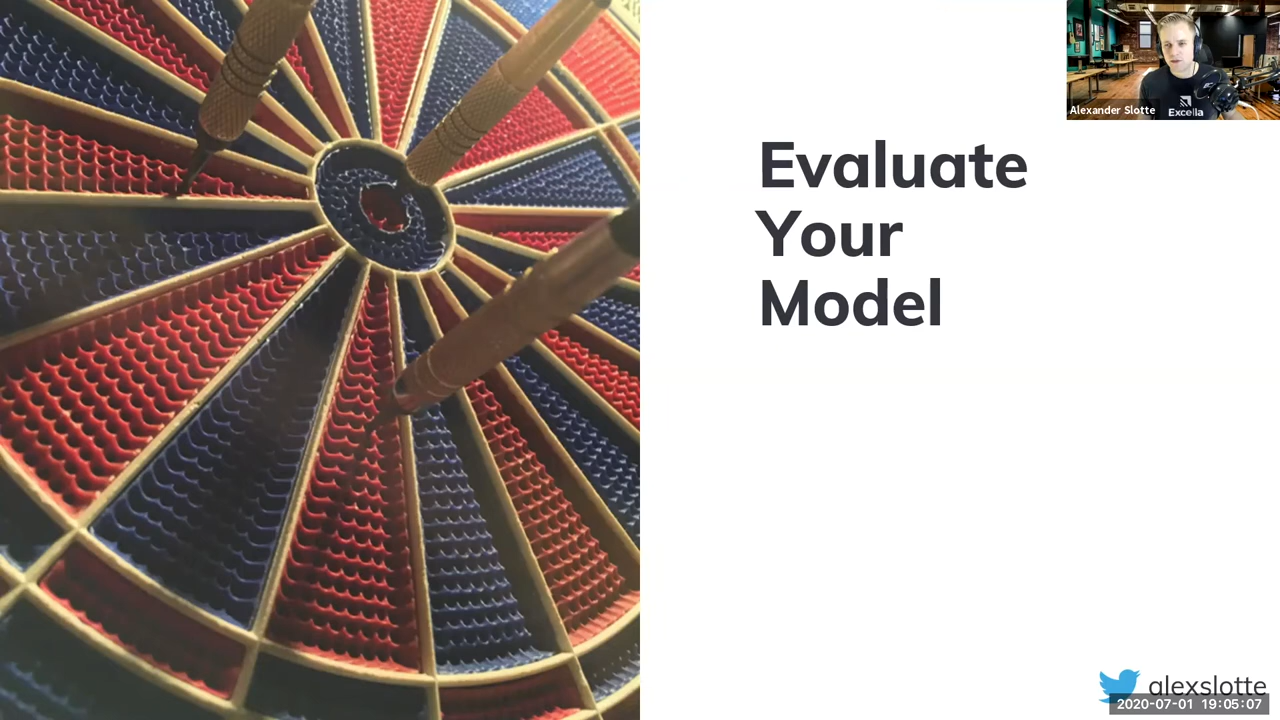 Alexander Slotte
Excella
Evaluate
Your
Model
alexslotte
2020-07-01 19:05:07